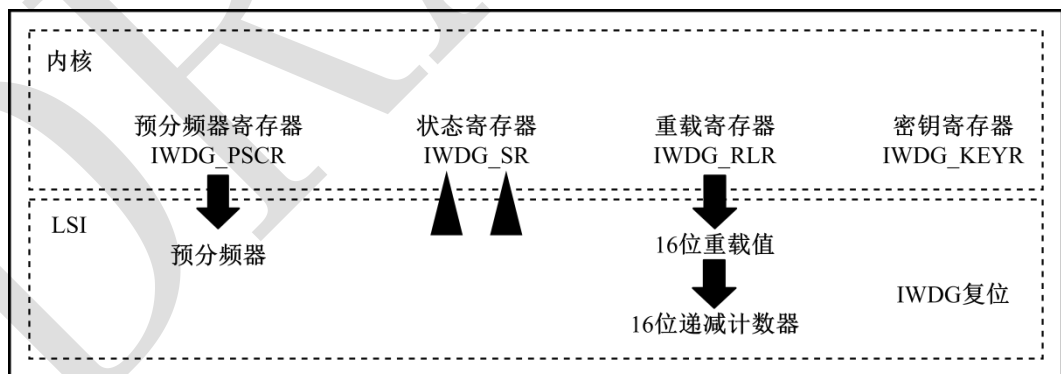 内核
预分频器寄存器
IWDG_PSCR
状态寄存器
IWDG_SR
重载寄存器
IWDG_RLR
密钥寄存器
IWDG_KEYR
LSI
预分频器
16位重载值
16位递减计数器
IWDG复位